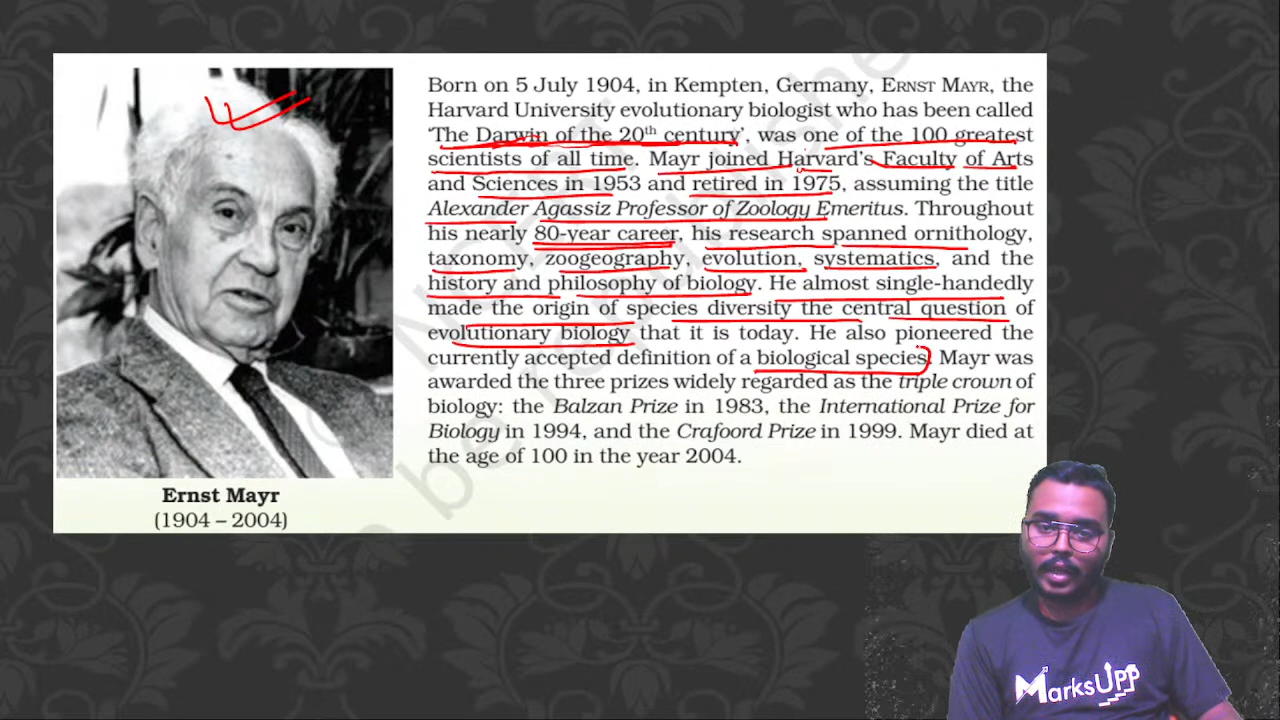 Born on 5 July 1904, in Kempten, Germany, ERNST MAYR, the
Harvard University evolutionary biologist who has been called
‘The Darwin of the 20th century’, was one of the 100 greatest
scientists of all time. Mayr joined Harvard’s Faculty of Arts
and Sciences in 1953 and retired in 1975, assuming the title
Alexander Agassiz Professor of Zoology Emeritus. Throughout
his nearly 80-year career, his research spanned ornithology,
taxonomy, zoogeography, evolution, systematics, and the
history and philosophy of biology. He almost single-handedly
made the origin of species diversity the central question of
evolutionary biology that it is today. He also pioneered the
currently accepted definition of a biological species. Mayr was
awarded the three prizes widely regarded as the triple crown of
biology: the Balzan Prize in 1983, the International Prize for
Biology in 1994, and the Crafoord Prize in 1999. Mayr died at
the age of 100 in the year 2004.
Ernst Mayr
(1904 – 2004)
MarksUpp